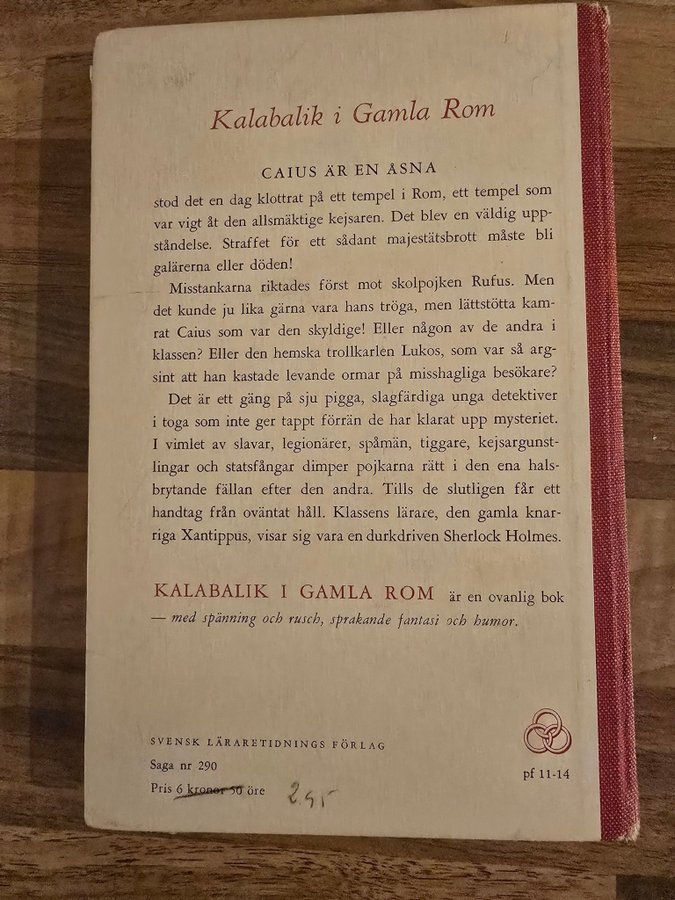 Kalabalik i Gamla Rom
CAIUS ÄR EN ÅSNA
stod det en dag klottrat på ett tempel i Rom, ett tempel som
var vigt åt den allsmäktige kejsaren. Det blev en väldig upp-
ståndelse. Straffet för ett sådant majestätsbrott måste bli
galärerna eller döden!
Misstankarna riktades först mot skolpojken Rufus. Men
det kunde ju lika gärna vara hans tröga, men lättstötta kam-
rat Caius som var den skyldige! Eller någon av de andra i
klassen? Eller den hemska trollkarlen Lukos, som var så arg-
sint att han kastade levande ormar på misshagliga besökare?
Det är ett gäng på sju pigga, slagfärdiga unga detektiver
i toga som inte ger tappt förrän de har klarat upp mysteriet.
I vimlet av slavar, legionärer, spåmän, tiggare, kejsargunst-
lingar och statsfångar dimper pojkarna rätt i den ena hals-
brytande fällan efter den andra. Tills de slutligen får ett
handtag från oväntat håll. Klassens lärare, den gamla knar-
riga Xantippus, visar sig vara en durkdriven Sherlock Holmes.
KALABALIK I GAMLA ROM är en ovanlig bok
— med spänning och rusch, sprakande fantasi och humor.
SVENSK LÄRARETIDNINGS FÖRLAG
Saga nr 290
pf 11-14
Pris 6 kronor 50 öre